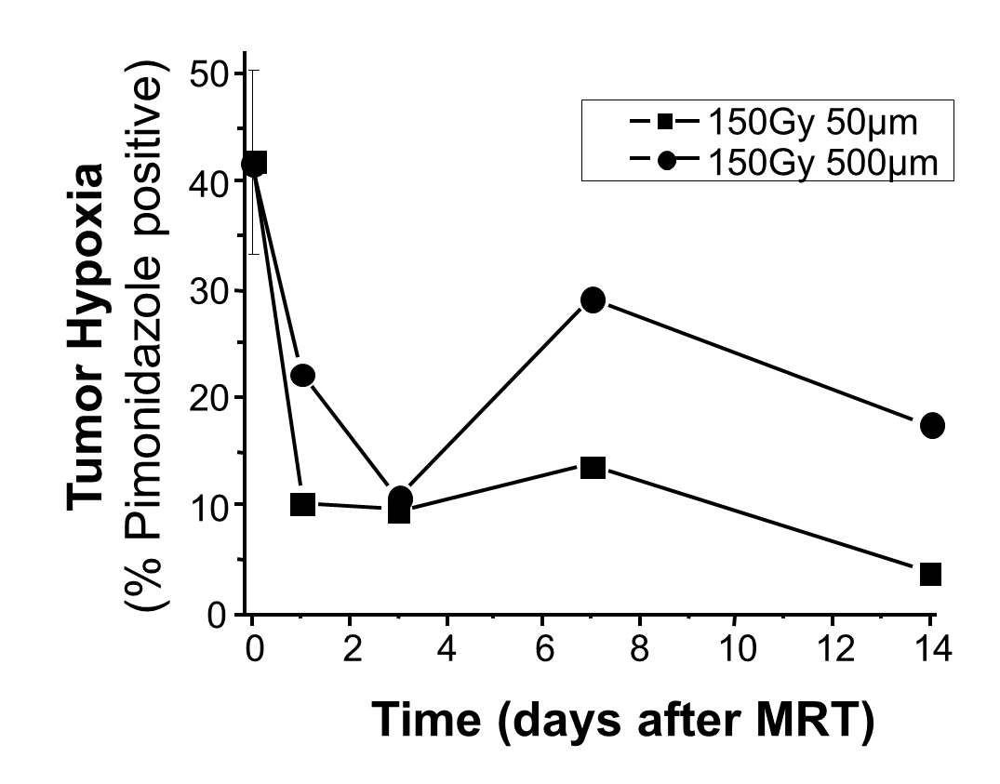 Tumor Hypoxia
(% Pimonidazole positive)
50
40
30
20
10
0
150Gy 50µm
150Gy 500µm
0 2 4 6 8 10 12 14
Time (days after MRT)